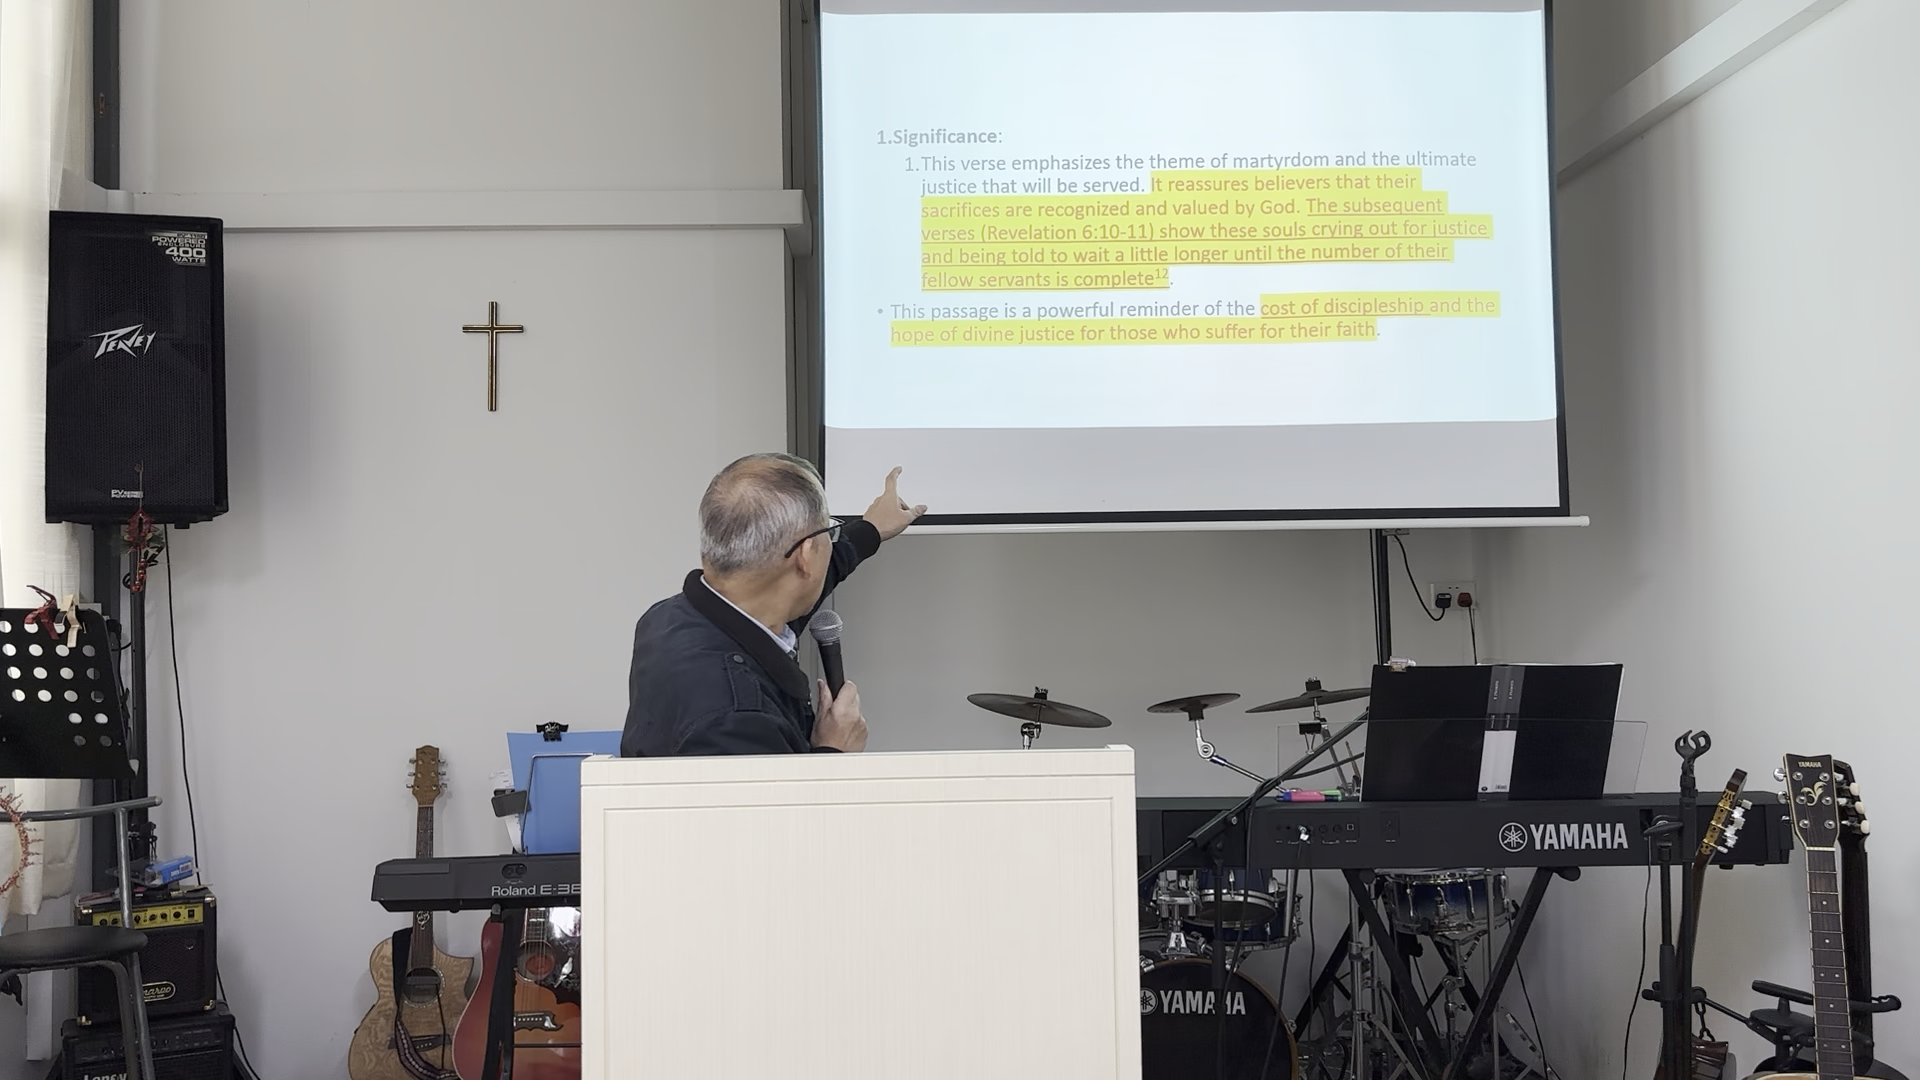 1.Significance:
1.This verse emphasizes the theme of martyrdom and the ultimate
justice that will be served. It reassures believers that their
sacrifices are recognized and valued by God. The subsequent
verses (Revelation 6:10-11) show these souls crying out for justice
and being told to wait a little longer until the number of their
fellow servants is complete12.
• This passage is a powerful reminder of the cost of discipleship and the
hope of divine justice for those who suffer for their faith.
POWERED
ENCLOSURE
400
WATTS
PEAVEY
Roland E-38
YAMAHA
YAMAHA
YAMAHA